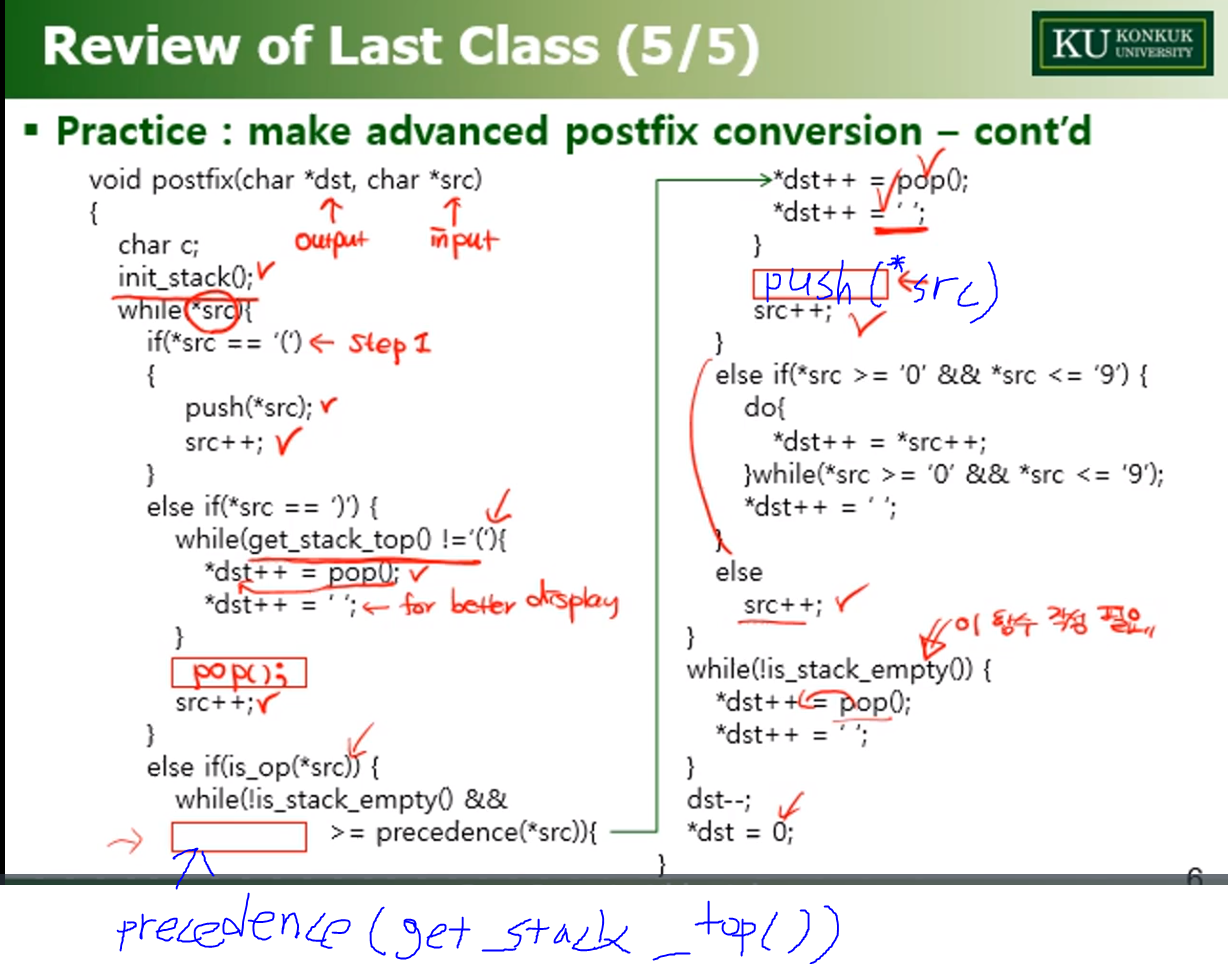 Review of Last Class (5/5)
KU KONKUK UNIVERSITY
▪ Practice : make advanced postfix conversion – cont’d
void postfix(char *dst, char *src)
{
output input
char c;
init_stack();
while(*src){
if(*src == ‘(’) ← step 1
{
push(*src);
src++;
}
else if(*src == ‘)’) {
while(get_stack_top() !=‘(’){
*dst++ = pop();
*dst++ = ‘ ’; ← for better display
}
pop();
src++;
}
else if(is_op(*src)) {
while(!is_stack_empty() &&
>= precedence(*src)){
precedence(get_stack_top())
*dst++ = pop();
*dst++ = ‘ ’;
}
push(*src)
src++;
}
else if(*src >= ‘0’ && *src <= ‘9’) {
do{
*dst++ = *src++;
}while(*src >= ‘0’ && *src <= ‘9’);
*dst++ = ‘ ’;
}
else
src++;
}
이 함수 작성 필요
while(!is_stack_empty()) {
*dst++ = pop();
*dst++ = ‘ ’;
}
dst--;
*dst = 0;
}
6